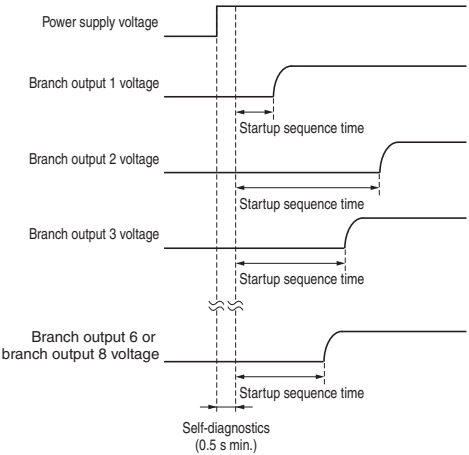 Power supply voltage
Branch output 1 voltage
Startup sequence time
Branch output 2 voltage
Startup sequence time
Branch output 3 voltage
Startup sequence time
Branch output 6 or
branch output 8 voltage
Startup sequence time
Self-diagnostics
(0.5 s min.)